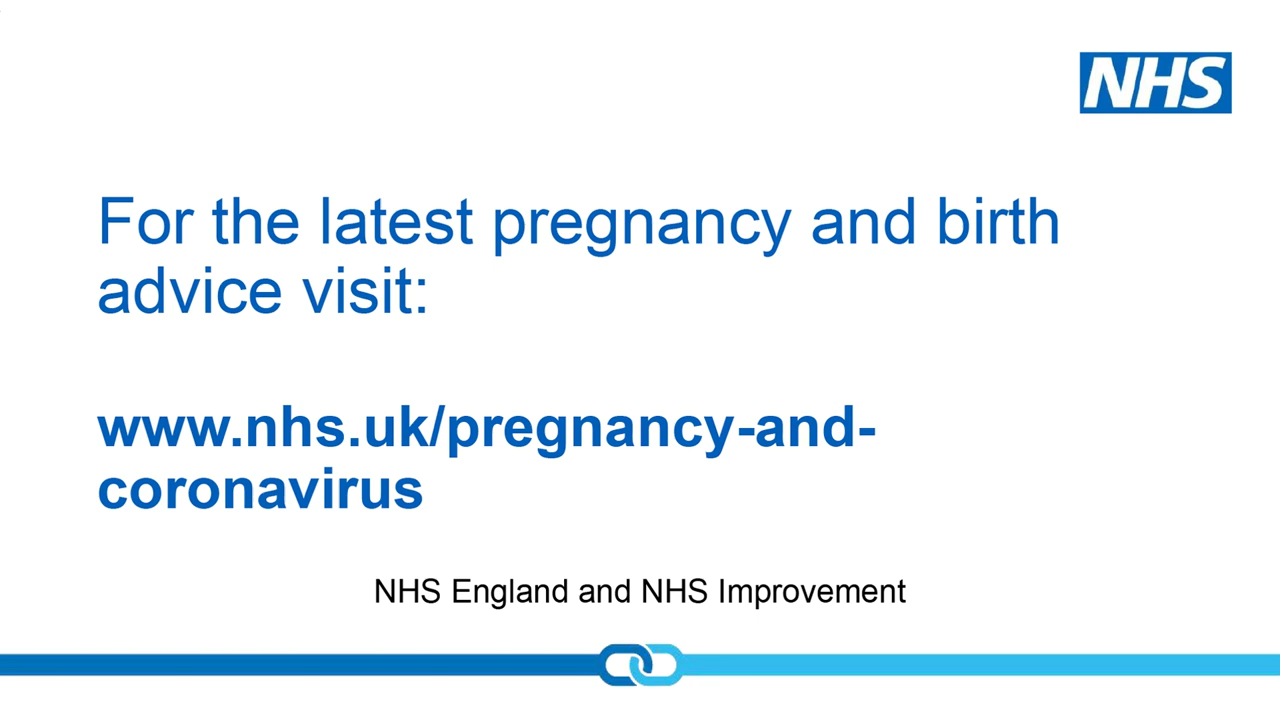 NHS
For the latest pregnancy and birth
advice visit:
www.nhs.uk/pregnancy-and-
coronavirus
NHS England and NHS Improvement